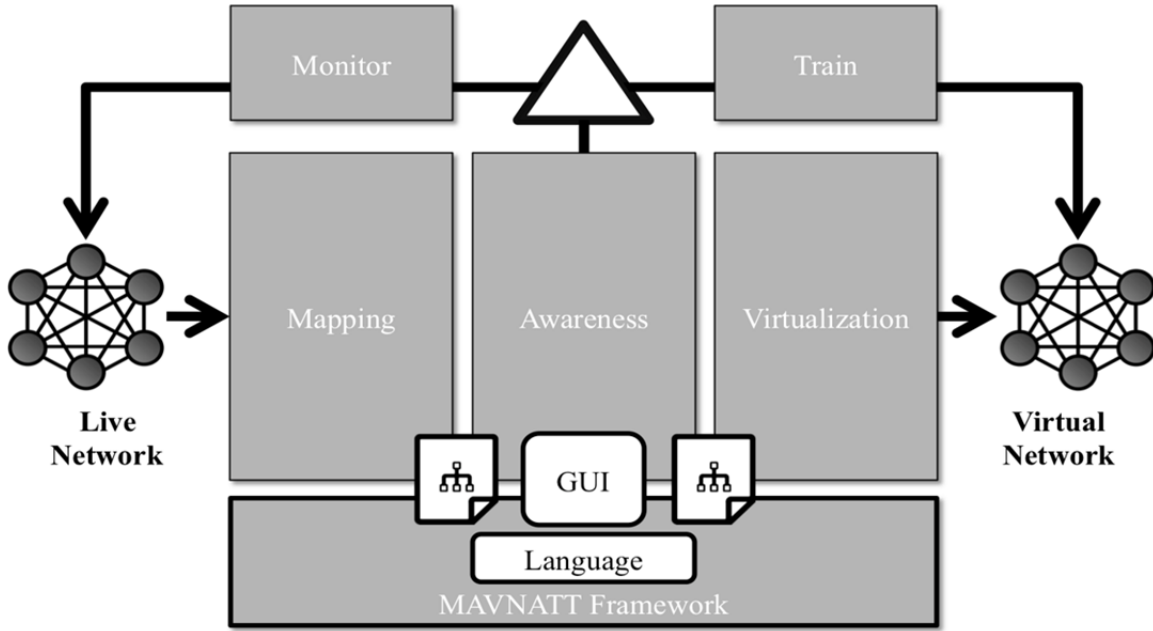 Monitor
Train
Mapping
Awareness
Virtualization
Live
Network
Virtual
Network
GUI
Language
MAVNATT Framework